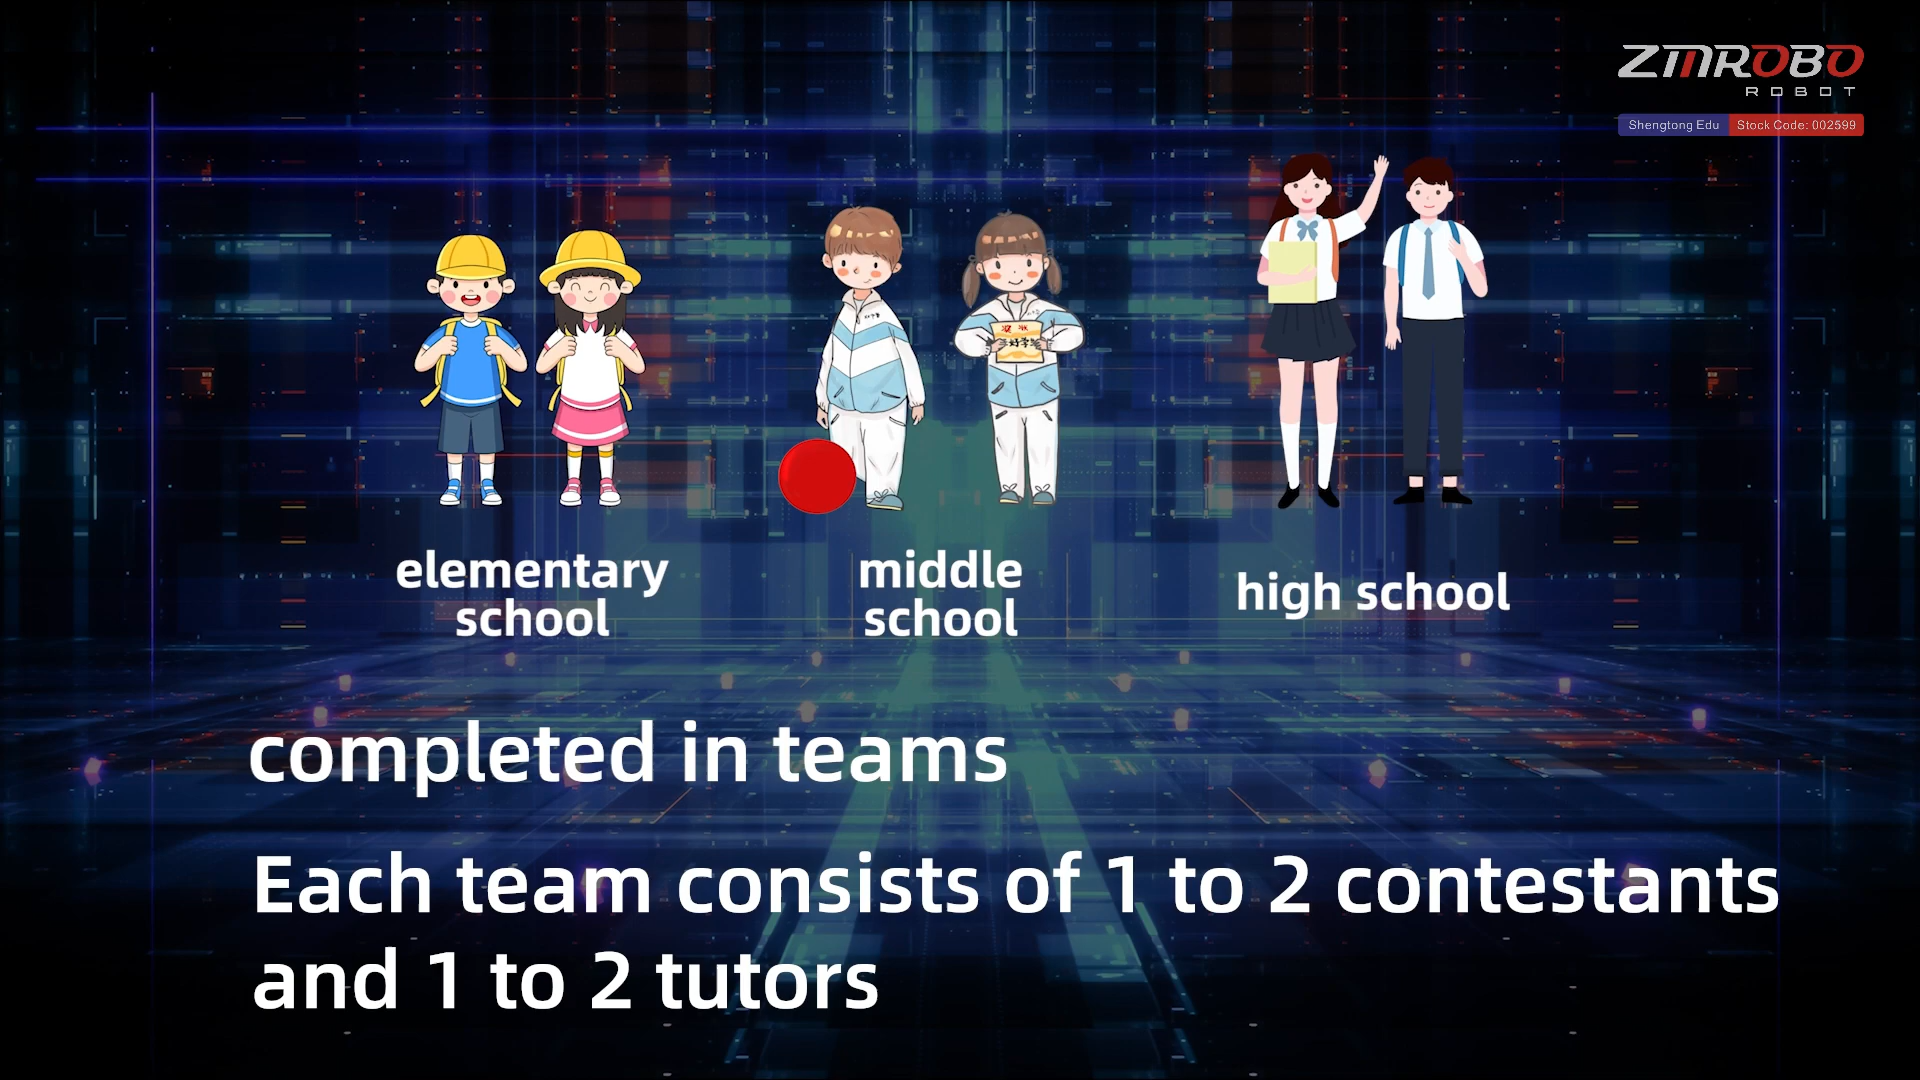 ZMROBO
ROBOT
Shengtong Edu Stock Code: 002599
elementary
school
middle
school
high school
completed in teams
Each team consists of 1 to 2 contestants
and 1 to 2 tutors